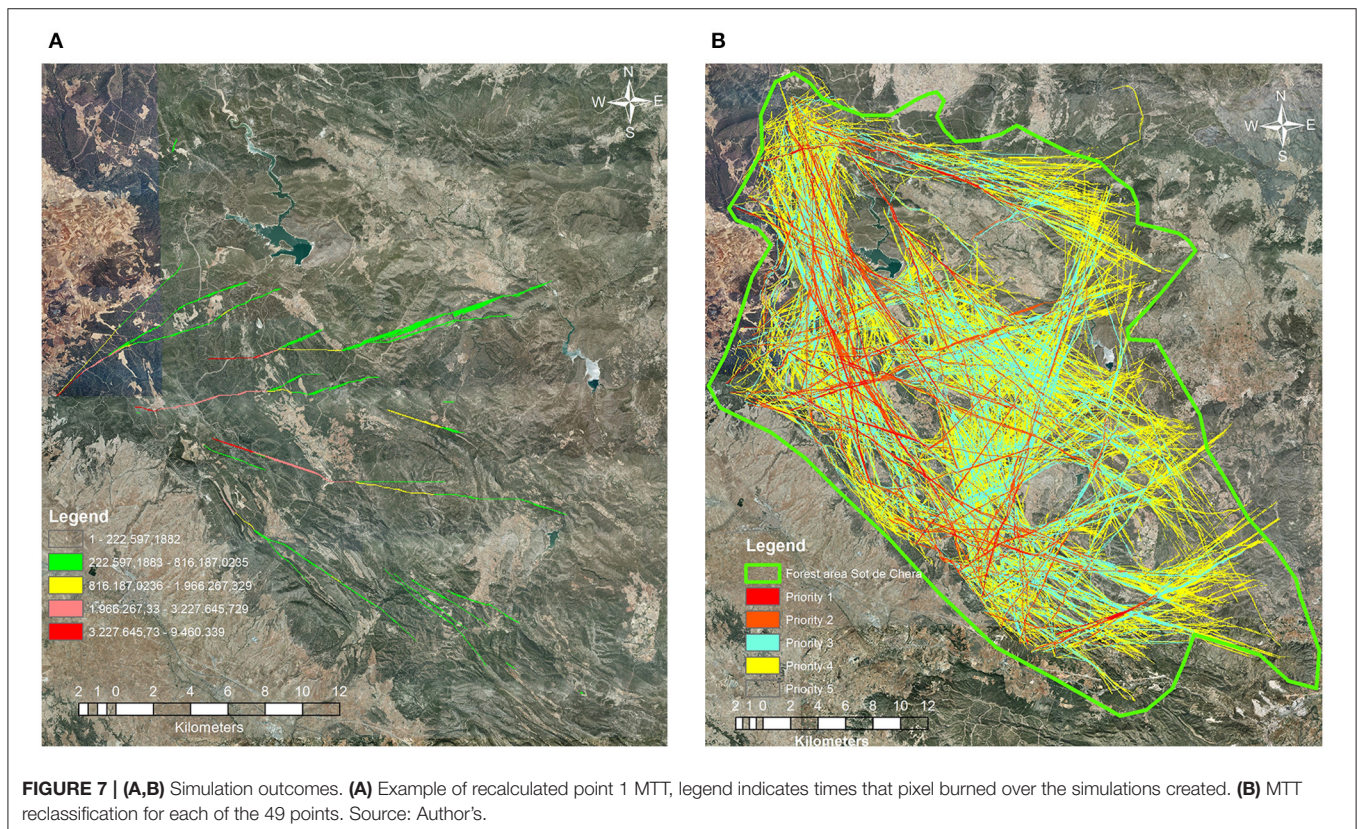 A
N
W E
S
Legend
1 - 222.597,1882
222.597,1883 - 816.187,0235
816.187,0236 - 1.966.267,329
1.966.267,33 - 3.227.645,729
3.227.645,73 - 9.460.339
2 1 0 2 4 6 8 10 12
Kilometers
B
N
W E
S
Legend
Forest area Sot de Chera
Priority 1
Priority 2
Priority 3
Priority 4
Priority 5
2 1 0 2 4 6 8 10 12
Kilometers
FIGURE 7 | (A,B) Simulation outcomes. (A) Example of recalculated point 1 MTT, legend indicates times that pixel burned over the simulations created. (B) MTT
reclassification for each of the 49 points. Source: Author's.